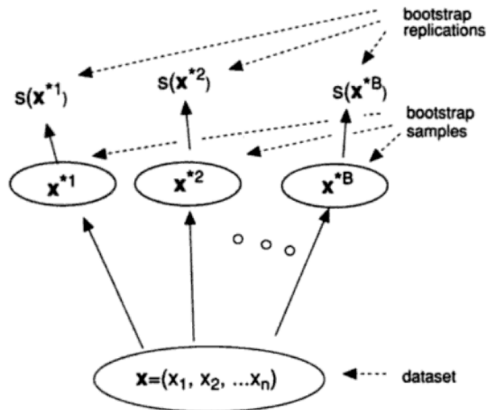 bootstrap
replications
s(x*1) s(x*2) s(x*B)
bootstrap
samples
x*1 x*2 x*B
x=(x1, x2, ...xn)
dataset